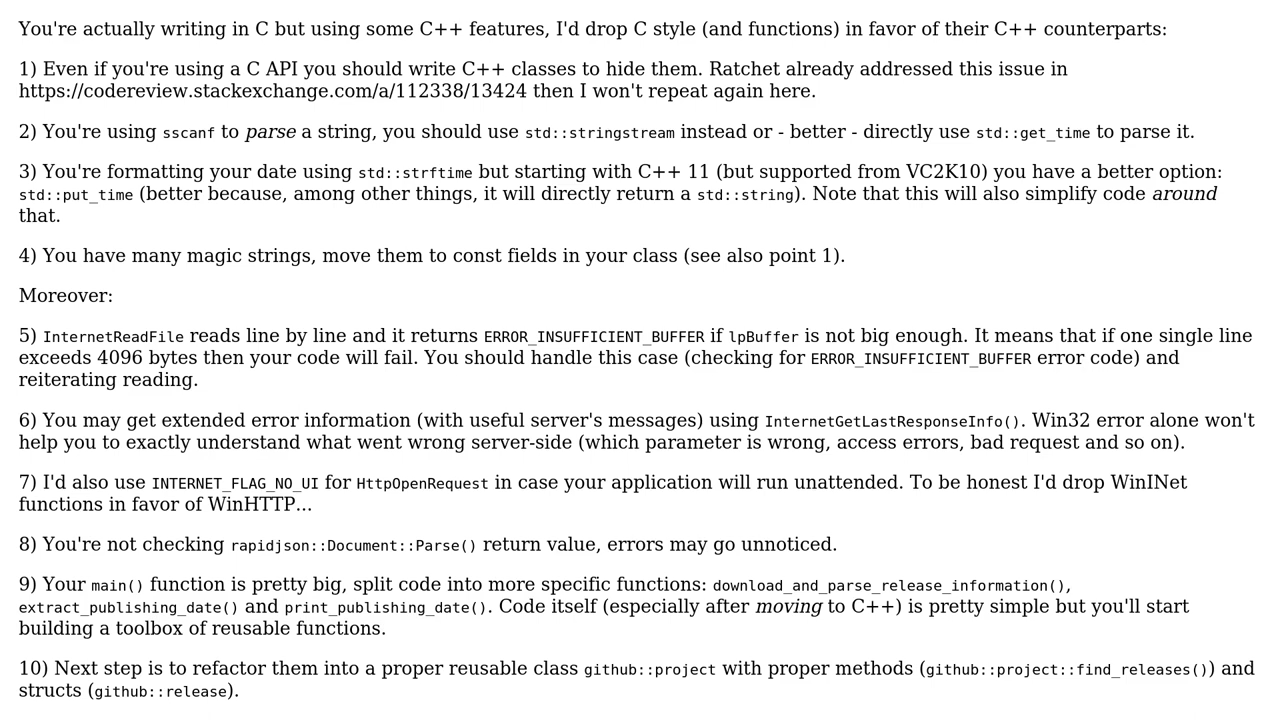 You're actually writing in C but using some C++ features, I'd drop C style (and functions) in favor of their C++ counterparts:
1) Even if you're using a C API you should write C++ classes to hide them. Ratchet already addressed this issue in
https://codereview.stackexchange.com/a/112338/13424 then I won't repeat again here.
2) You're using sscanf to parse a string, you should use std::stringstream instead or - better - directly use std::get_time to parse it.
3) You're formatting your date using std::strftime but starting with C++ 11 (but supported from VC2K10) you have a better option:
std::put_time (better because, among other things, it will directly return a std::string). Note that this will also simplify code around
that.
4) You have many magic strings, move them to const fields in your class (see also point 1).
Moreover:
5) InternetReadFile reads line by line and it returns ERROR_INSUFFICIENT_BUFFER if lpBuffer is not big enough. It means that if one single line
exceeds 4096 bytes then your code will fail. You should handle this case (checking for ERROR_INSUFFICIENT_BUFFER error code) and
reiterating reading.
6) You may get extended error information (with useful server's messages) using InternetGetLastResponseInfo(). Win32 error alone won't
help you to exactly understand what went wrong server-side (which parameter is wrong, access errors, bad request and so on).
7) I'd also use INTERNET_FLAG_NO_UI for HttpOpenRequest in case your application will run unattended. To be honest I'd drop WinINet
functions in favor of WinHTTP...
8) You're not checking rapidjson::Document::Parse() return value, errors may go unnoticed.
9) Your main() function is pretty big, split code into more specific functions: download_and_parse_release_information(),
extract_publishing_date() and print_publishing_date(). Code itself (especially after moving to C++) is pretty simple but you'll start
building a toolbox of reusable functions.
10) Next step is to refactor them into a proper reusable class github::project with proper methods (github::project::find_releases()) and
structs (github::release).